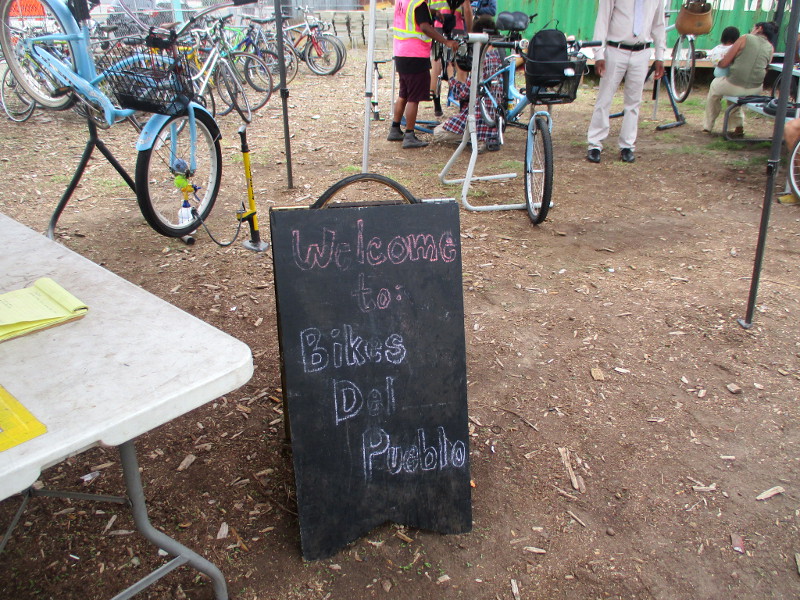 Welcome
to:
Bikes
Del
Pueblo